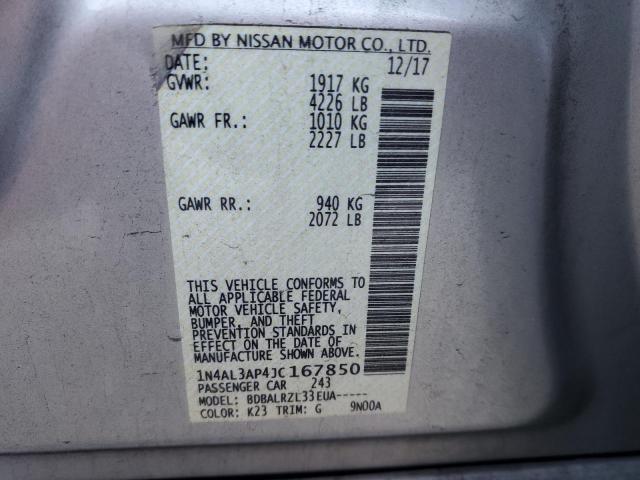 MFD BY NISSAN MOTOR CO., LTD.
DATE: 12/17
GVWR: 1917 KG
4226 LB
GAWR FR.: 1010 KG
2227 LB
GAWR RR.: 940 KG
2072 LB
THIS VEHICLE CONFORMS TO
ALL APPLICABLE FEDERAL
MOTOR VEHICLE SAFETY,
BUMPER, AND THEFT
PREVENTION STANDARDS IN
EFFECT ON THE DATE OF
MANUFACTURE SHOWN ABOVE.
1N4AL3AP4JC167850
PASSENGER CAR 243
MODEL: BDBALRZL33EUA-----
COLOR: K23 TRIM: G 9N00A